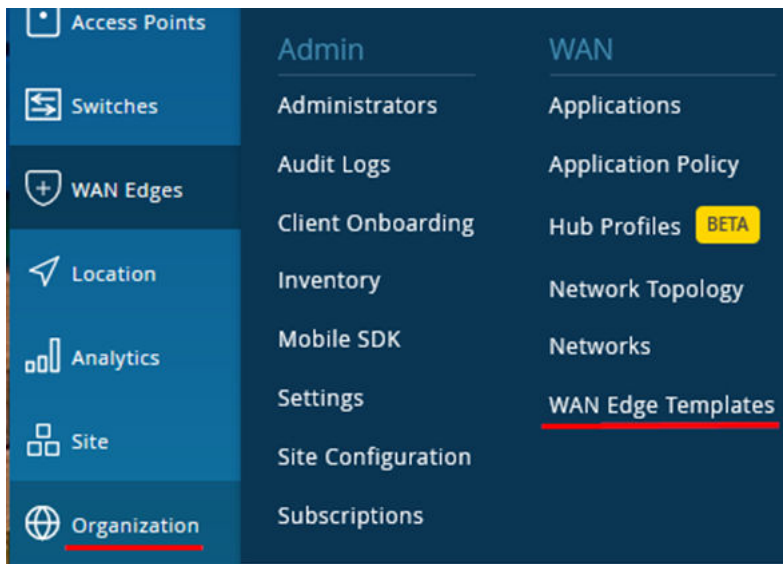 Access Points
Switches
WAN Edges
Location
Analytics
Site
Organization
Admin
Administrators
Audit Logs
Client Onboarding
Inventory
Mobile SDK
Settings
Site Configuration
Subscriptions
WAN
Applications
Application Policy
Hub Profiles BETA
Network Topology
Networks
WAN Edge Templates